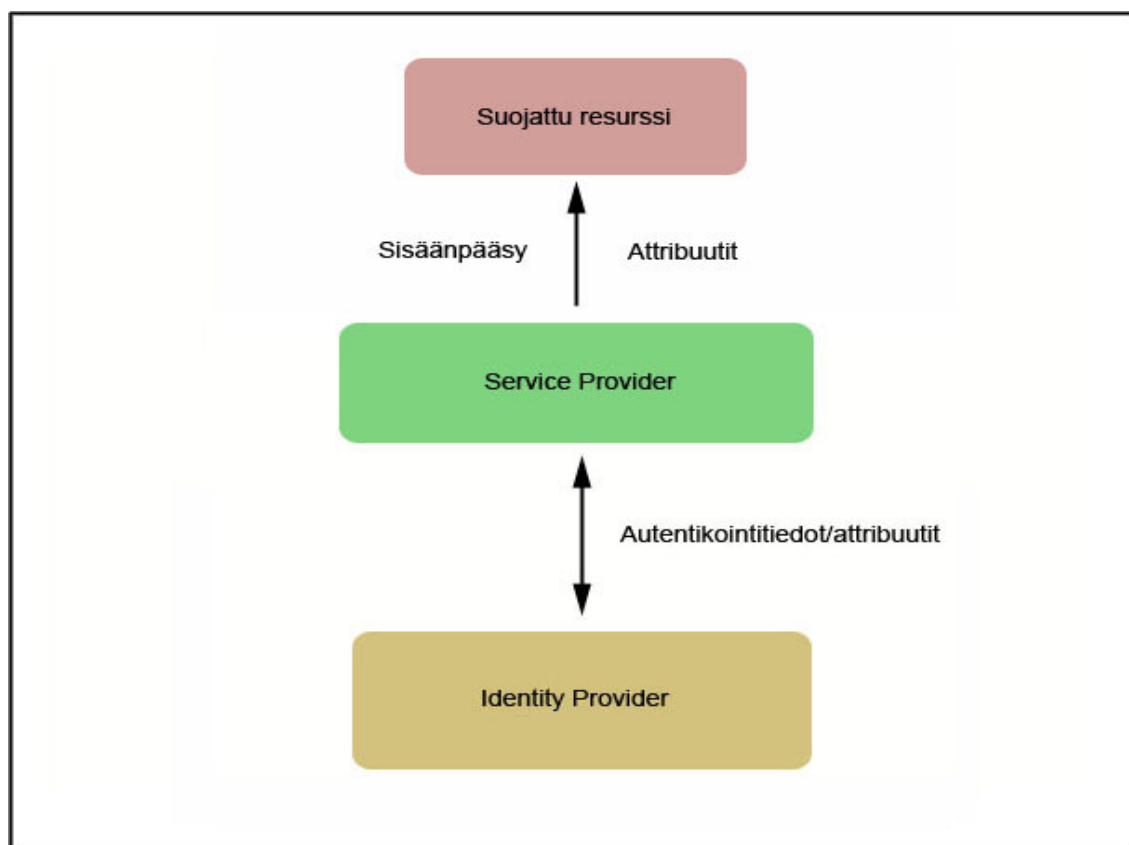 Suojattu resurssi
Sisäänpääsy
Attribuutit
Service Provider
Autentikointitiedot/attribuutit
Identity Provider